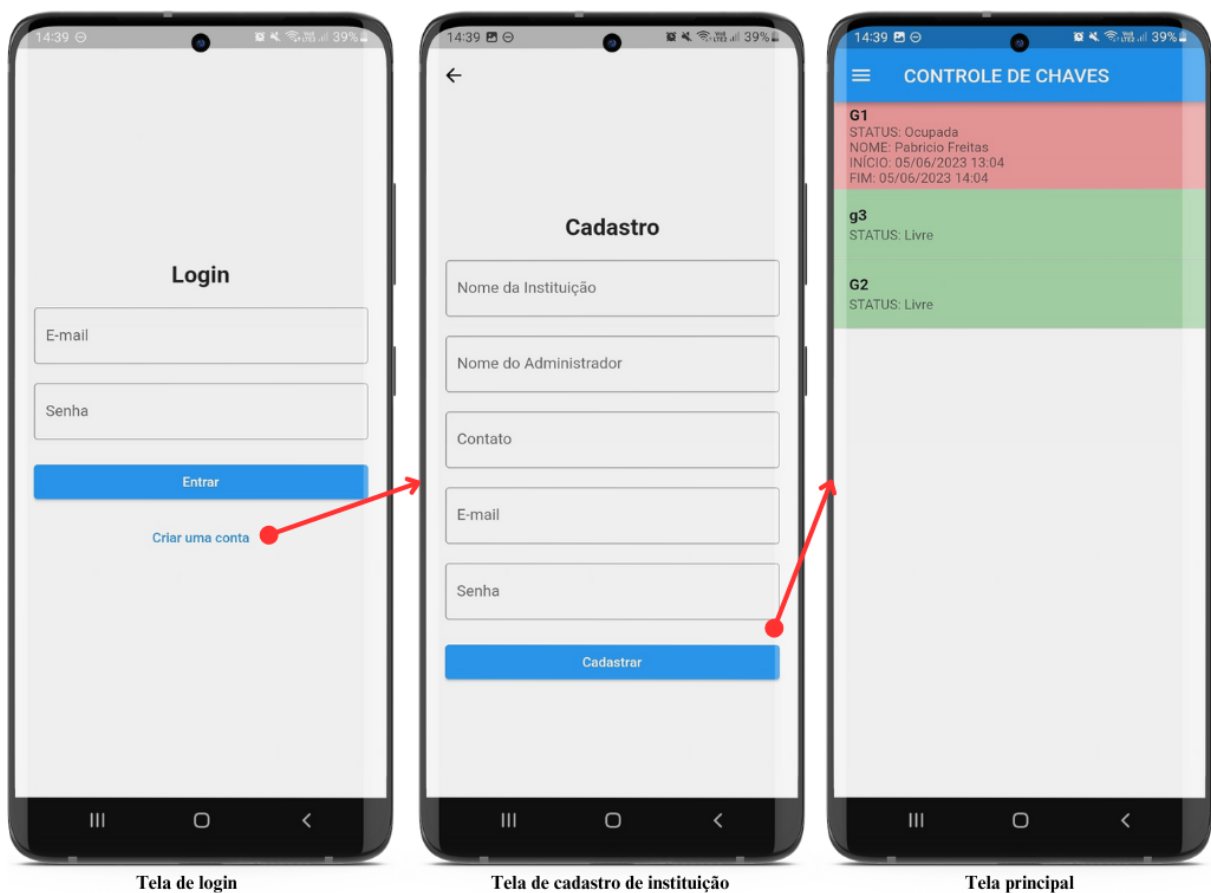 14:39
39%
Login
E-mail
Senha
Entrar
Criar uma conta
Tela de login
14:39
39%
Cadastro
Nome da Instituição
Nome do Administrador
Contato
E-mail
Senha
Cadastrar
Tela de cadastro de instituição
14:39
39%
CONTROLE DE CHAVES
G1
STATUS: Ocupada
NOME: Pabricio Freitas
INÍCIO: 05/06/2023 13:04
FIM: 05/06/2023 14:04
g3
STATUS: Livre
G2
STATUS: Livre
Tela principal